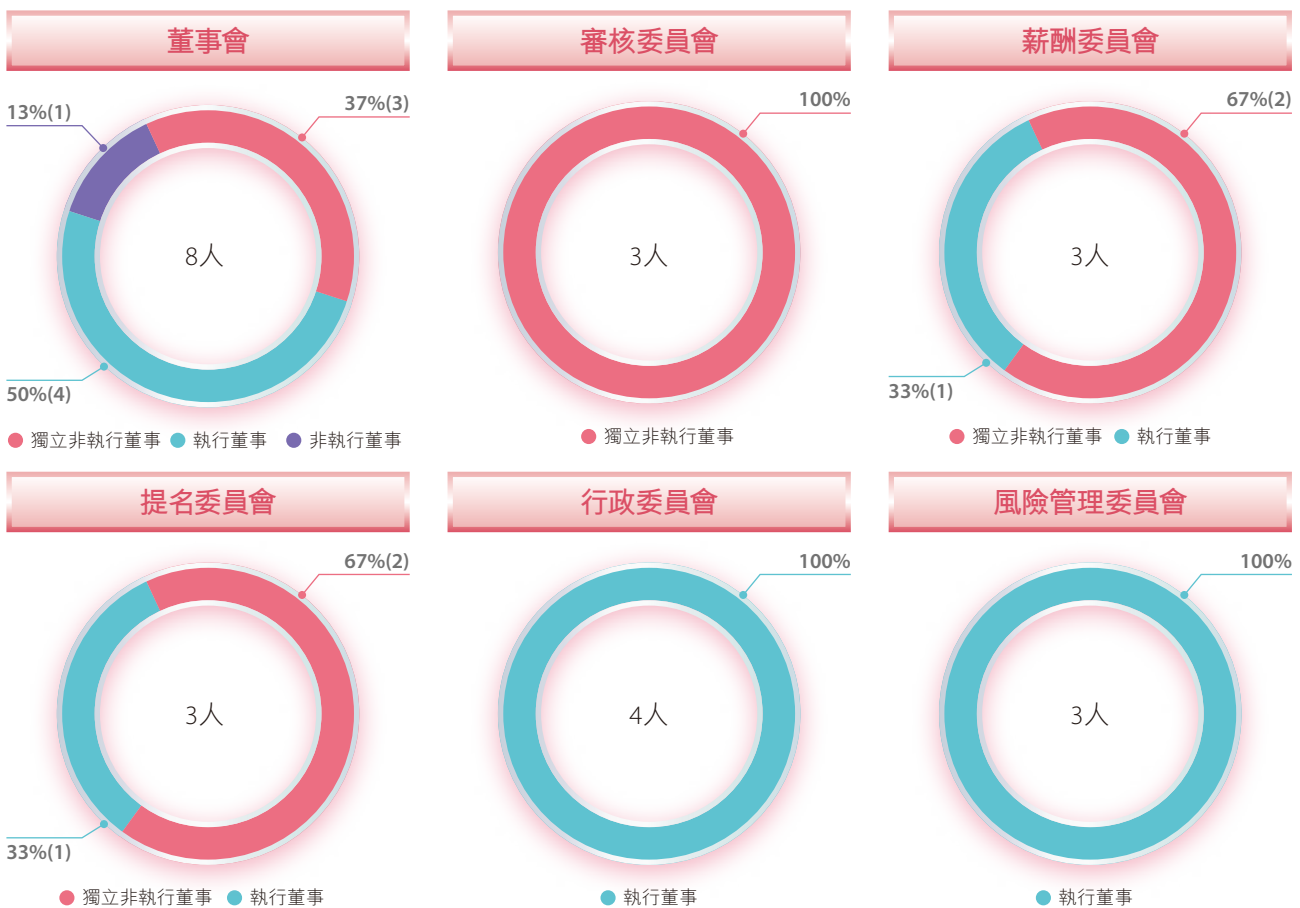 董事會
13%(1)
37%(3)
8人
50%(4)
獨立非執行董事 執行董事 非執行董事
審核委員會
100%
3人
獨立非執行董事
薪酬委員會
67%(2)
3人
33%(1)
獨立非執行董事 執行董事
提名委員會
67%(2)
3人
33%(1)
獨立非執行董事 執行董事
行政委員會
100%
4人
執行董事
風險管理委員會
100%
3人
執行董事